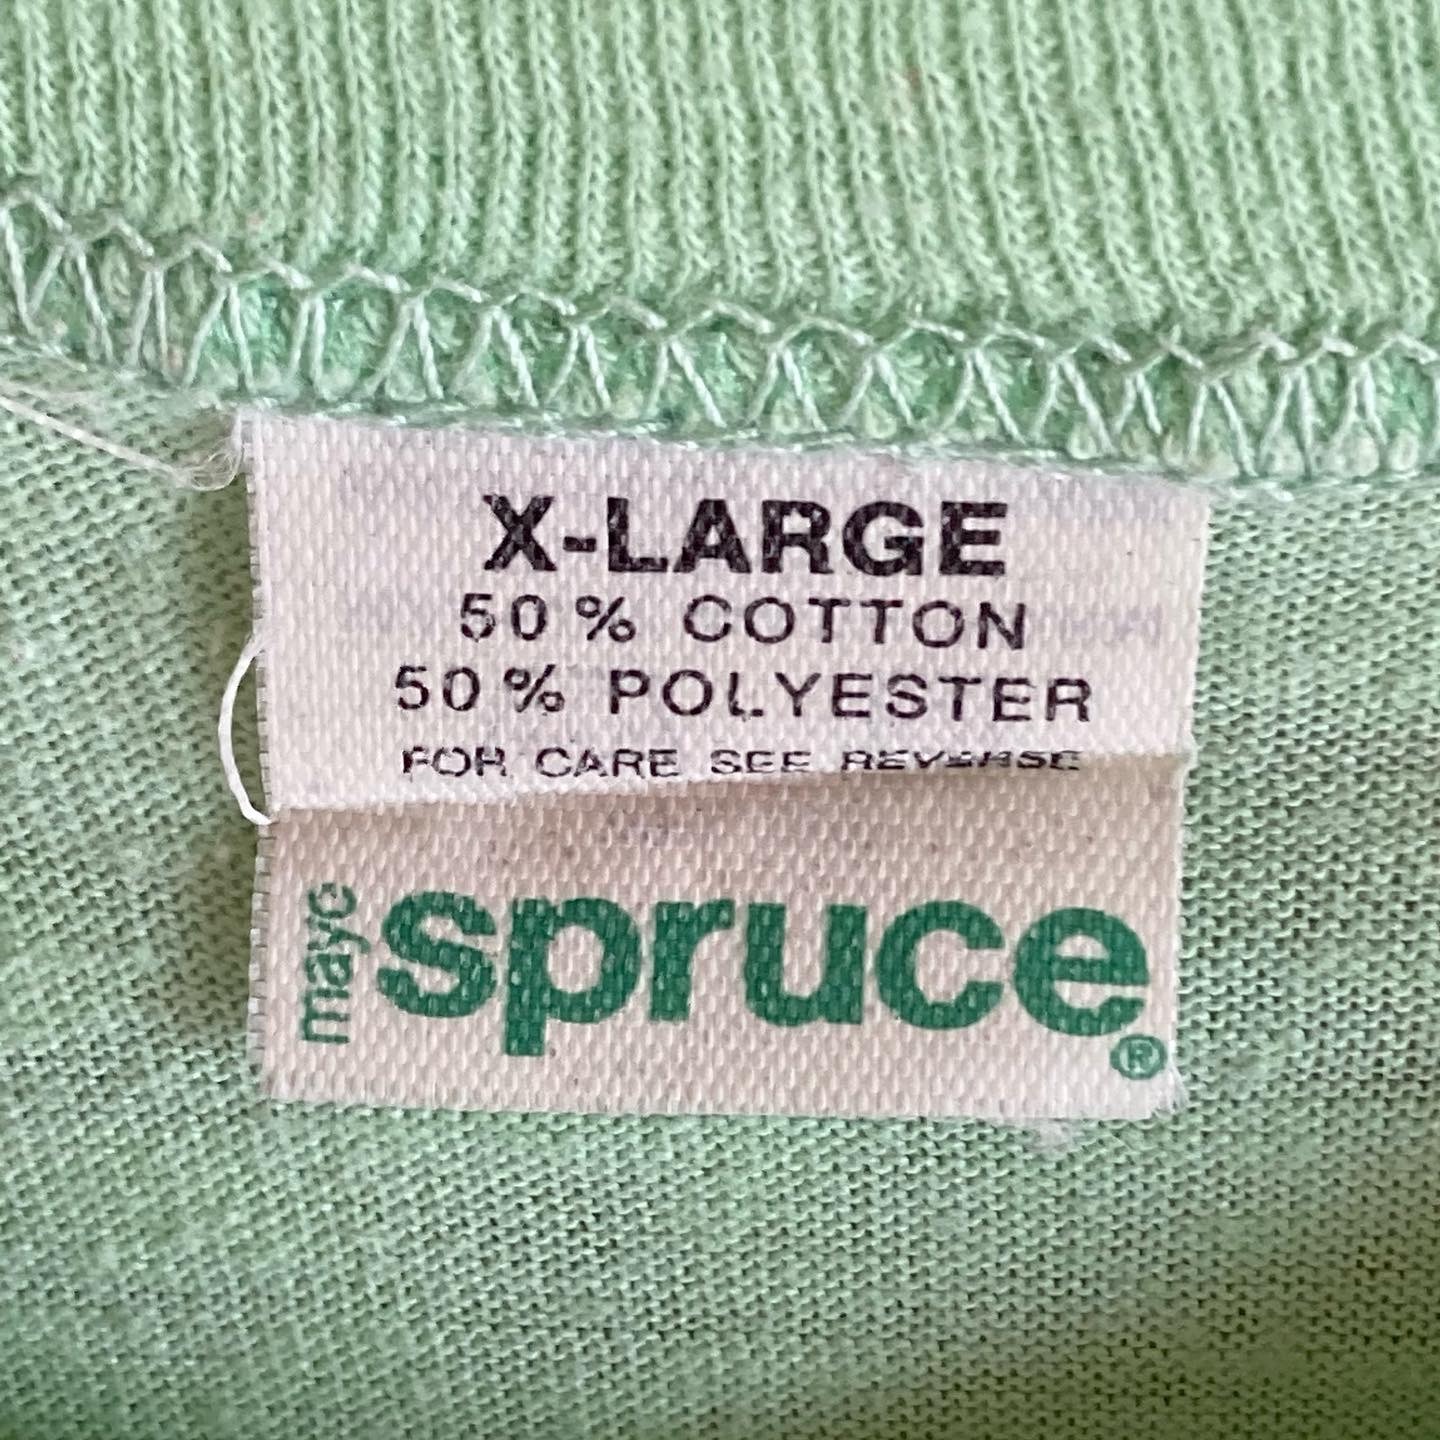 X-LARGE
50% COTTON
50% POLYESTER
FOR CARE SEE REVERSE
mayo spruce®